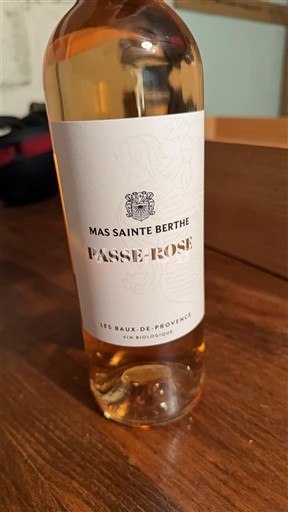 MAS SAINTE BERTHE
PASSE-ROSE
LES BAUX-DE-PROVENCE
VIN BIOLOGIQUE